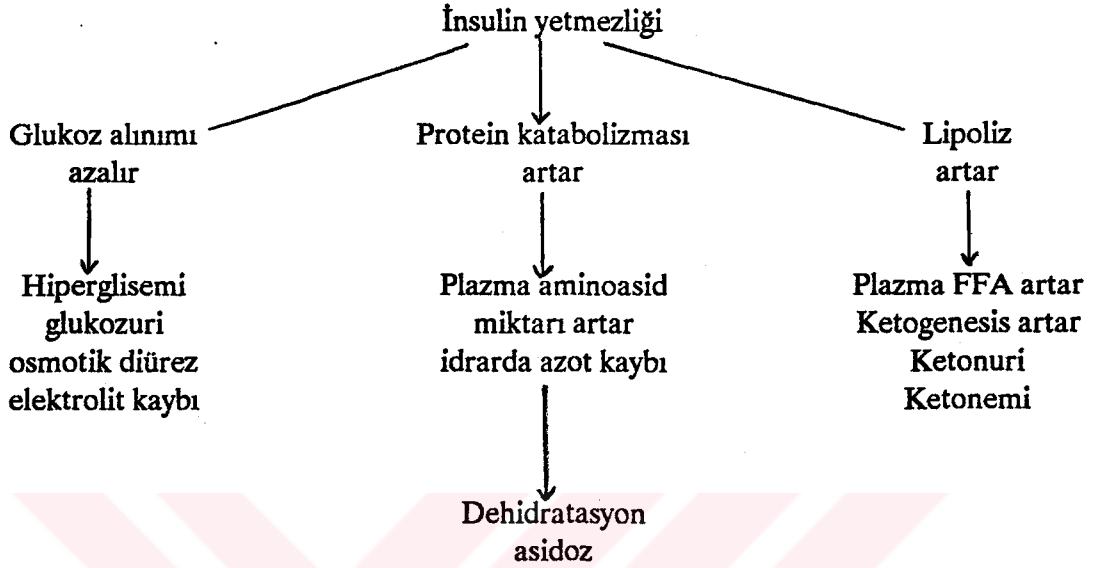 İnsulin yetmezliği
Glukoz alınımı
azalır
Protein katabolizması
artar
Lipoliz
artar
Hiperglisemi
glukozuri
osmotik diürez
elektrolit kaybı
Plazma aminoasid
miktarı artar
idrarda azot kaybı
Plazma FFA artar
Ketogenesis artar
Ketonuri
Ketonemi
Dehidratasyon
asidoz